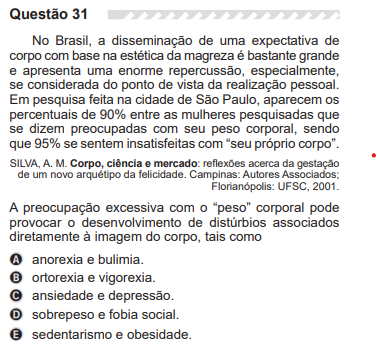 Questão 31
No Brasil, a disseminação de uma expectativa de
corpo com base na estética da magreza é bastante grande
e apresenta uma enorme repercussão, especialmente,
se considerada do ponto de vista da realização pessoal.
Em pesquisa feita na cidade de São Paulo, aparecem os
percentuais de 90% entre as mulheres pesquisadas que
se dizem preocupadas com seu peso corporal, sendo
que 95% se sentem insatisfeitas com “seu próprio corpo”.
SILVA, A. M. Corpo, ciência e mercado: reflexões acerca da gestação
de um novo arquétipo da felicidade. Campinas: Autores Associados;
Florianópolis: UFSC, 2001.
A preocupação excessiva com o “peso” corporal pode
provocar o desenvolvimento de distúrbios associados
diretamente à imagem do corpo, tais como
A anorexia e bulimia.
B ortorexia e vigorexia.
C ansiedade e depressão.
D sobrepeso e fobia social.
E sedentarismo e obesidade.